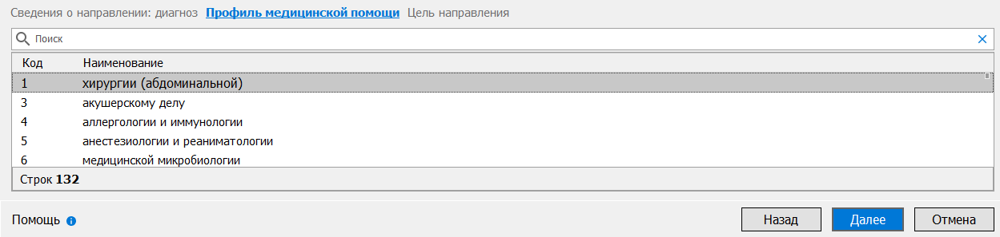 Сведения о направлении: диагноз Профиль медицинской помощи Цель направления
Поиск
Код Наименование
1 хирургии (абдоминальной)
3 акушерскому делу
4 аллергологии и иммунологии
5 анестезиологии и реаниматологии
6 медицинской микробиологии
Строк 132
Помощь Назад Далее Отмена